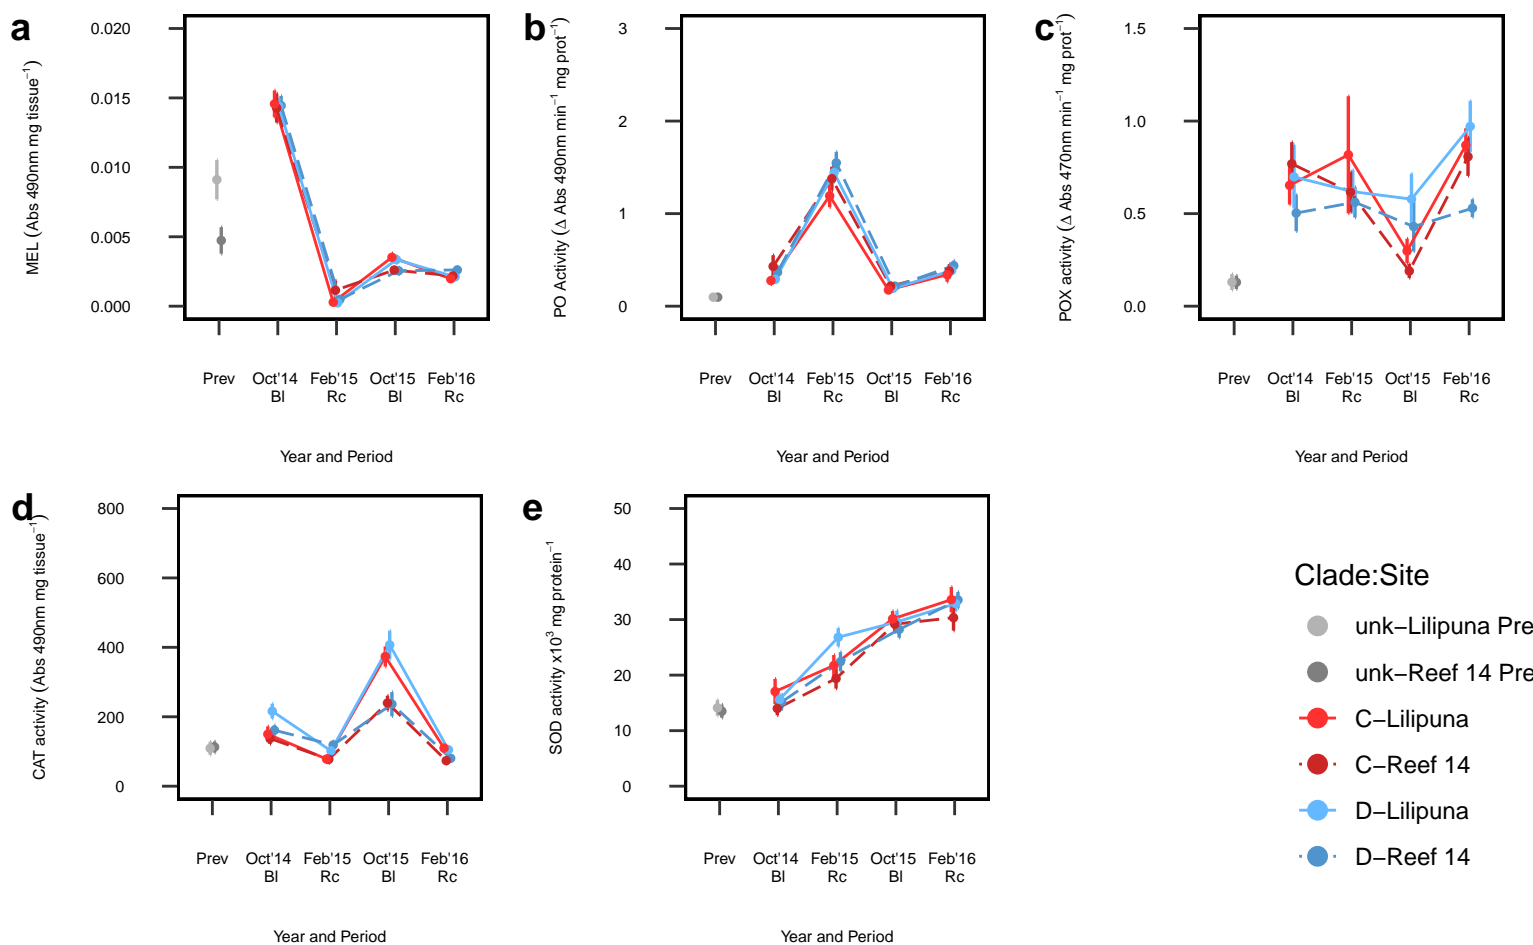 a
MEL (Abs 490nm mg tissue−1)
0.020
0.015
0.010
0.005
0.000
Prev Oct'14 Feb'15 Oct'15 Feb'16
Bl Rc Bl Rc
Year and Period
b
PO Activity (Δ Abs 490nm min−1 mg prot−1)
3
2
1
0
Prev Oct'14 Feb'15 Oct'15 Feb'16
Bl Rc Bl Rc
Year and Period
c
POX activity (Δ Abs 470nm min−1 mg prot−1)
1.5
1.0
0.5
0.0
Prev Oct'14 Feb'15 Oct'15 Feb'16
Bl Rc Bl Rc
Year and Period
d
CAT activity (Abs 490nm mg tissue−1)
800
600
400
200
0
Prev Oct'14 Feb'15 Oct'15 Feb'16
Bl Rc Bl Rc
Year and Period
e
SOD activity x10³ mg protein−1
50
40
30
20
10
0
Prev Oct'14 Feb'15 Oct'15 Feb'16
Bl Rc Bl Rc
Year and Period
Clade:Site
unk−Lilipuna Pre
unk−Reef 14 Pre
C−Lilipuna
C−Reef 14
D−Lilipuna
D−Reef 14